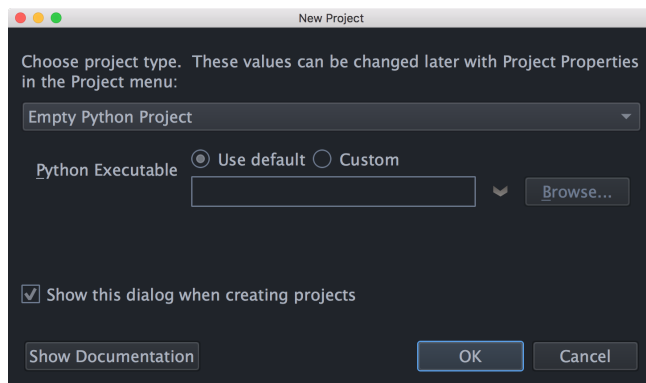 New Project
Choose project type.  These values can be changed later with Project Properties
in the Project menu:
Empty Python Project
Python Executable
Use default
Custom
Browse...
Show this dialog when creating projects
Show Documentation
OK
Cancel